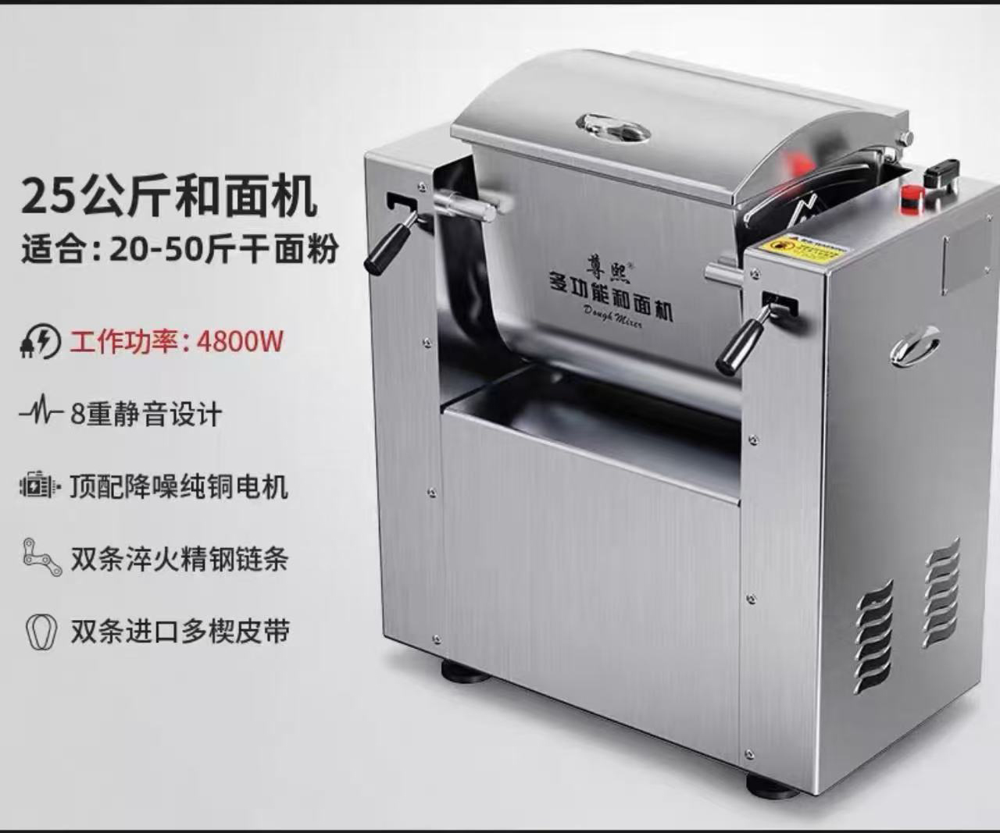 25公斤和面机
适合:20-50斤干面粉
工作功率:4800W
8重静音设计
顶配降噪纯铜电机
双条淬火精钢链条
双条进口多楔皮带
尊熙®
多功能和面机
Dough Mixer